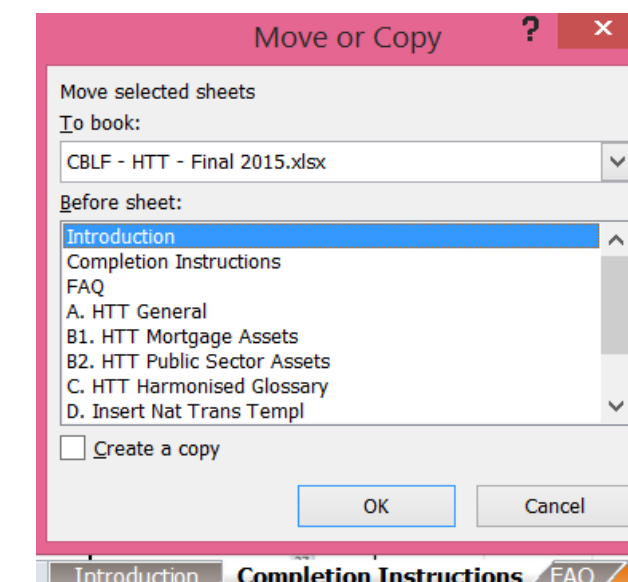 Move or Copy ? ×
Move selected sheets
To book:
CBLF - HTT - Final 2015.xlsx
Before sheet:
Introduction
Completion Instructions
FAQ
A. HTT General
B1. HTT Mortgage Assets
B2. HTT Public Sector Assets
C. HTT Harmonised Glossary
D. Insert Nat Trans Templ
Create a copy
OK Cancel
Introduction Completion Instructions FAQ